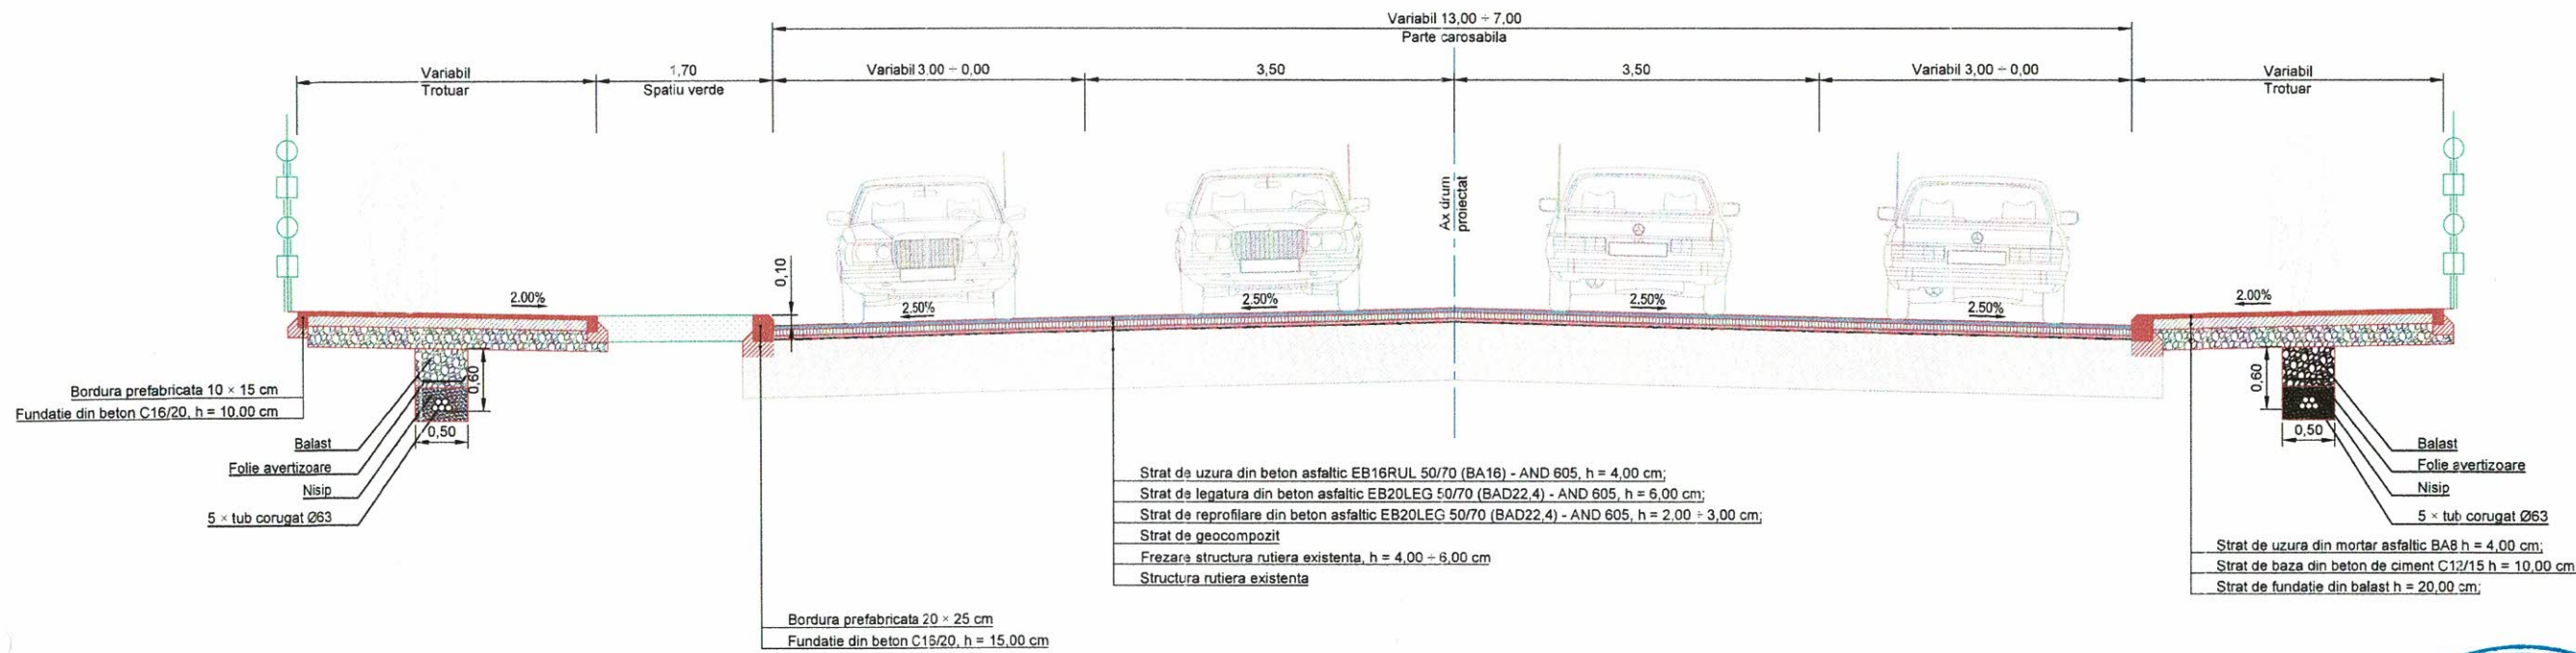 Variabil 13,00 ÷ 7,00
Parte carosabila
Variabil
Trotuar
1,70
Spatiu verde
Variabil 3,00 ÷ 0,00
3,50
3,50
Variabil 3,00 ÷ 0,00
Variabil
Trotuar
Ax drum
proiectat
0,10
2.00%
2.50%
2.50%
2.50%
2.50%
2.00%
0,60
0,50
0,60
0,50
Bordura prefabricata 10 × 15 cm
Fundatie din beton C16/20, h = 10,00 cm
Balast
Folie avertizoare
Nisip
5 × tub corugat Ø63
Strat de uzura din beton asfaltic EB16RUL 50/70 (BA16) - AND 605, h = 4,00 cm;
Strat de legatura din beton asfaltic EB20LEG 50/70 (BAD22,4) - AND 605, h = 6,00 cm;
Strat de reprofilare din beton asfaltic EB20LEG 50/70 (BAD22,4) - AND 605, h = 2,00 ÷ 3,00 cm;
Strat de geocompozit
Frezare structura rutiera existenta, h = 4,00 ÷ 6,00 cm
Structura rutiera existenta
Bordura prefabricata 20 × 25 cm
Fundatie din beton C16/20, h = 15,00 cm
Balast
Folie avertizoare
Nisip
5 × tub corugat Ø63
Strat de uzura din mortar asfaltic BA8 h = 4,00 cm;
Strat de baza din beton de ciment C12/15 h = 10,00 cm
Strat de fundatie din balast h = 20,00 cm;